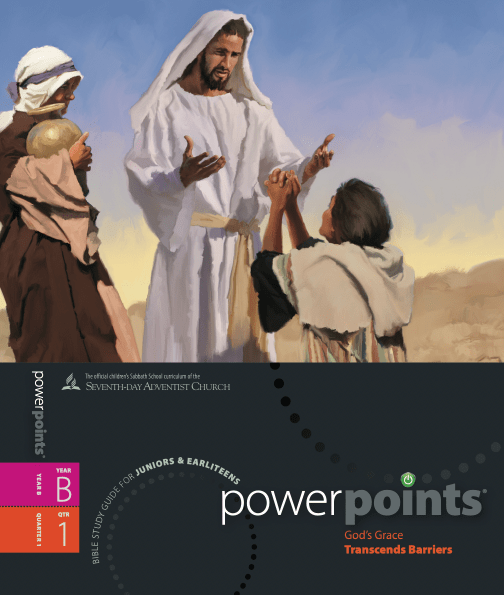 The official children's Sabbath School curriculum of the
SEVENTH-DAY ADVENTIST CHURCH
powerpoints®
YEAR B
QUARTER 1
YEAR
B
QTR
1
BIBLE STUDY GUIDE FOR JUNIORS & EARLITEENS
powerpoints®
God's Grace
Transcends Barriers